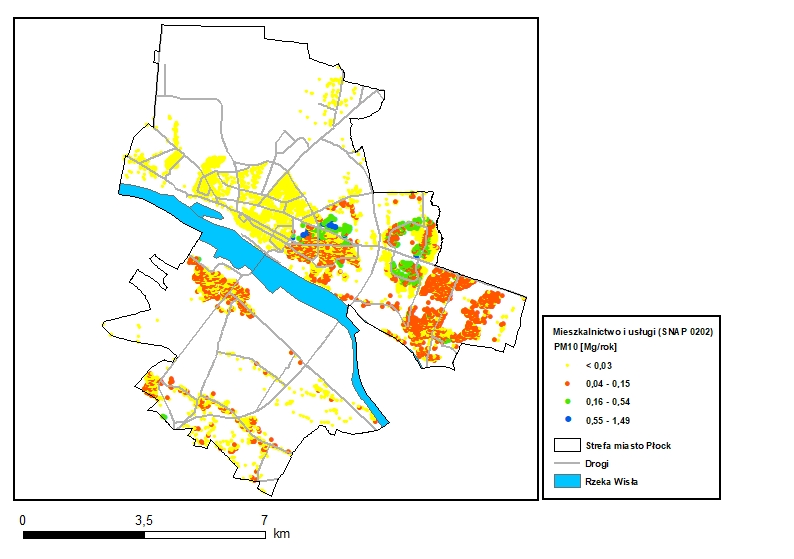 Mieszkalnictwo i usługi (SNAP 0202)
PM10 [Mg/rok]
< 0,03
0,04 - 0,15
0,16 - 0,54
0,55 - 1,49
Strefa miasto Płock
Drogi
Rzeka Wisła
0 3,5 7
km